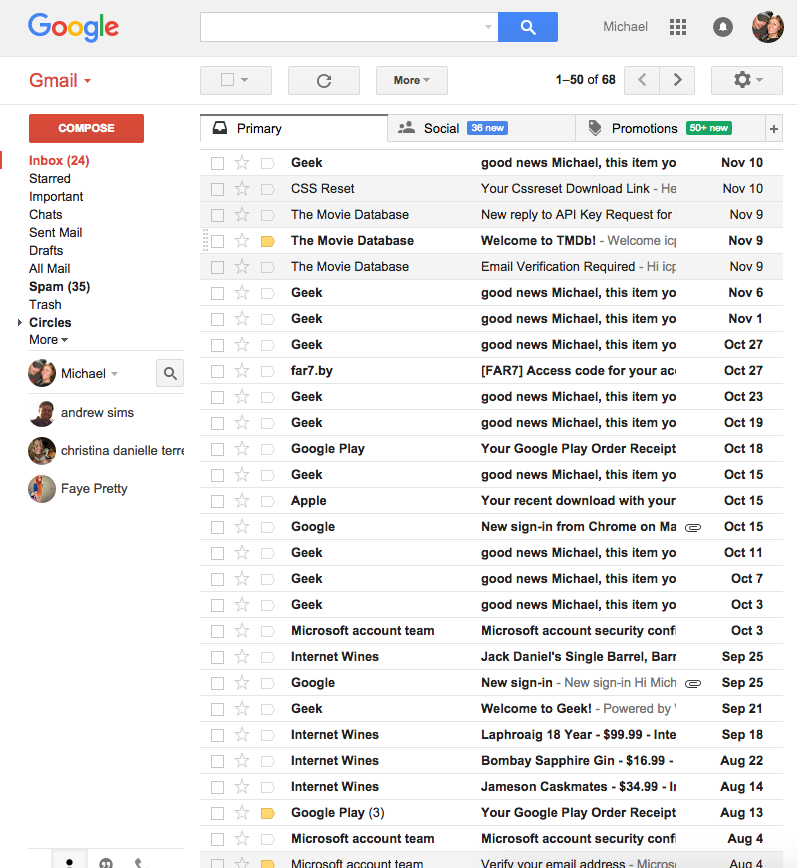 Google
Michael
Gmail
More
1–50 of 68
COMPOSE
Primary
Social 36 new
Promotions 50+ new
+
Inbox (24)
Starred
Important
Chats
Sent Mail
Drafts
All Mail
Spam (35)
Trash
Circles
More
Michael
andrew sims
christina danielle terre
Faye Pretty
Geek good news Michael, this item yo Nov 10
CSS Reset Your Cssreset Download Link - He Nov 10
The Movie Database New reply to API Key Request for Nov 9
The Movie Database Welcome to TMDb! - Welcome icp Nov 9
The Movie Database Email Verification Required - Hi icp Nov 9
Geek good news Michael, this item yo Nov 6
Geek good news Michael, this item yo Nov 1
Geek good news Michael, this item yo Oct 27
far7.by [FAR7] Access code for your acc Oct 27
Geek good news Michael, this item yo Oct 23
Geek good news Michael, this item yo Oct 19
Google Play Your Google Play Order Receipt Oct 18
Geek good news Michael, this item yo Oct 15
Apple Your recent download with your Oct 15
Google New sign-in from Chrome on Ma Oct 15
Geek good news Michael, this item yo Oct 11
Geek good news Michael, this item yo Oct 7
Geek good news Michael, this item yo Oct 3
Microsoft account team Microsoft account security confi Oct 3
Internet Wines Jack Daniel's Single Barrel, Barr Sep 25
Google New sign-in - New sign-in Hi Mich Sep 25
Geek Welcome to Geek! - Powered by Sep 21
Internet Wines Laphroaig 18 Year - $99.99 - Inte Sep 18
Internet Wines Bombay Sapphire Gin - $16.99 - Aug 22
Internet Wines Jameson Caskmates - $34.99 - Aug 14
Google Play (3) Your Google Play Order Receipt Aug 13
Microsoft account team Microsoft account security confi Aug 4
Microsoft account team Verify your email address - Micros Aug 4